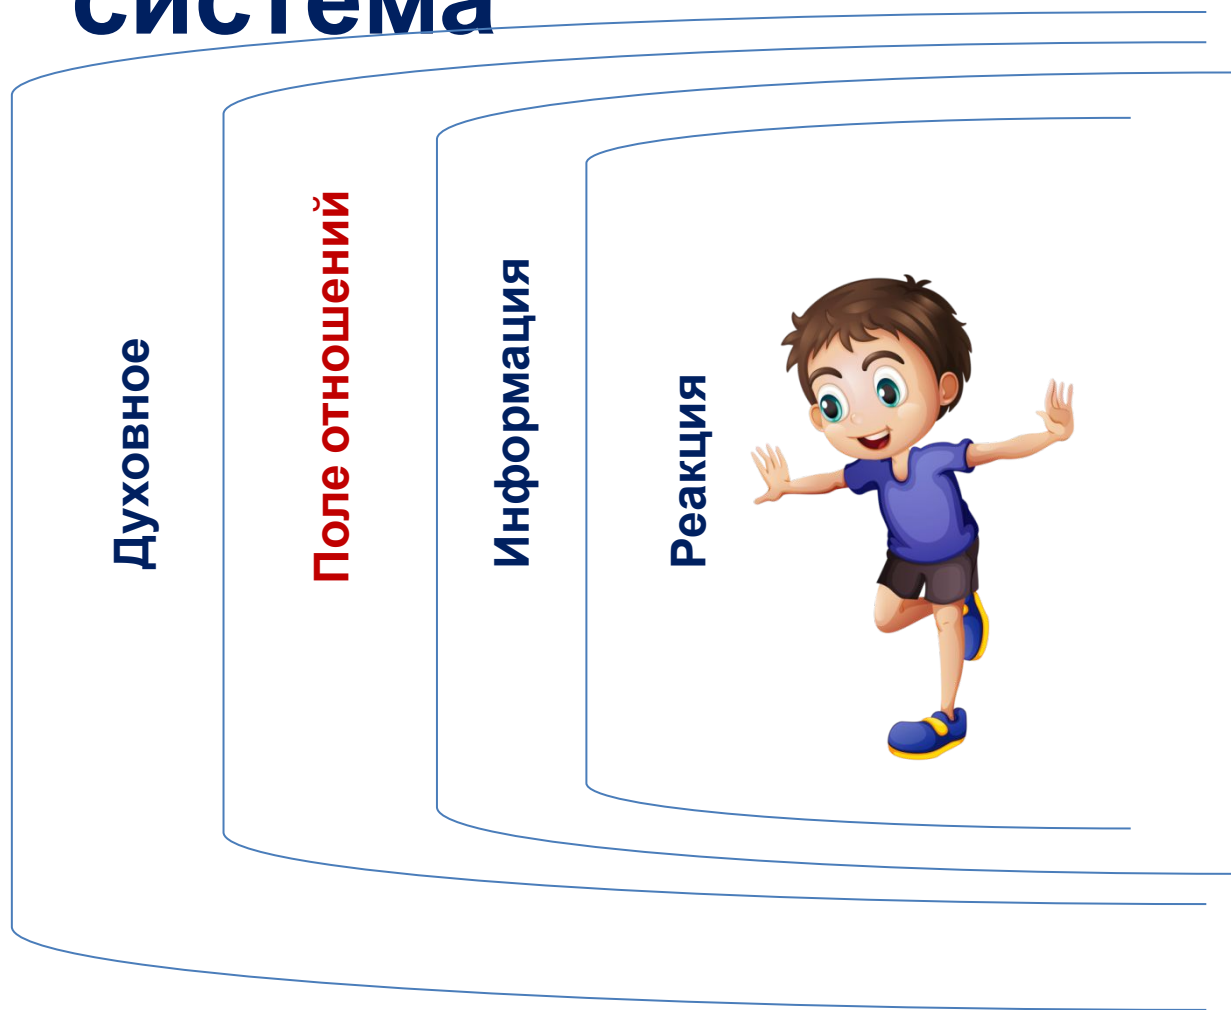 система
Духовное
Поле отношений
Информация
Реакция